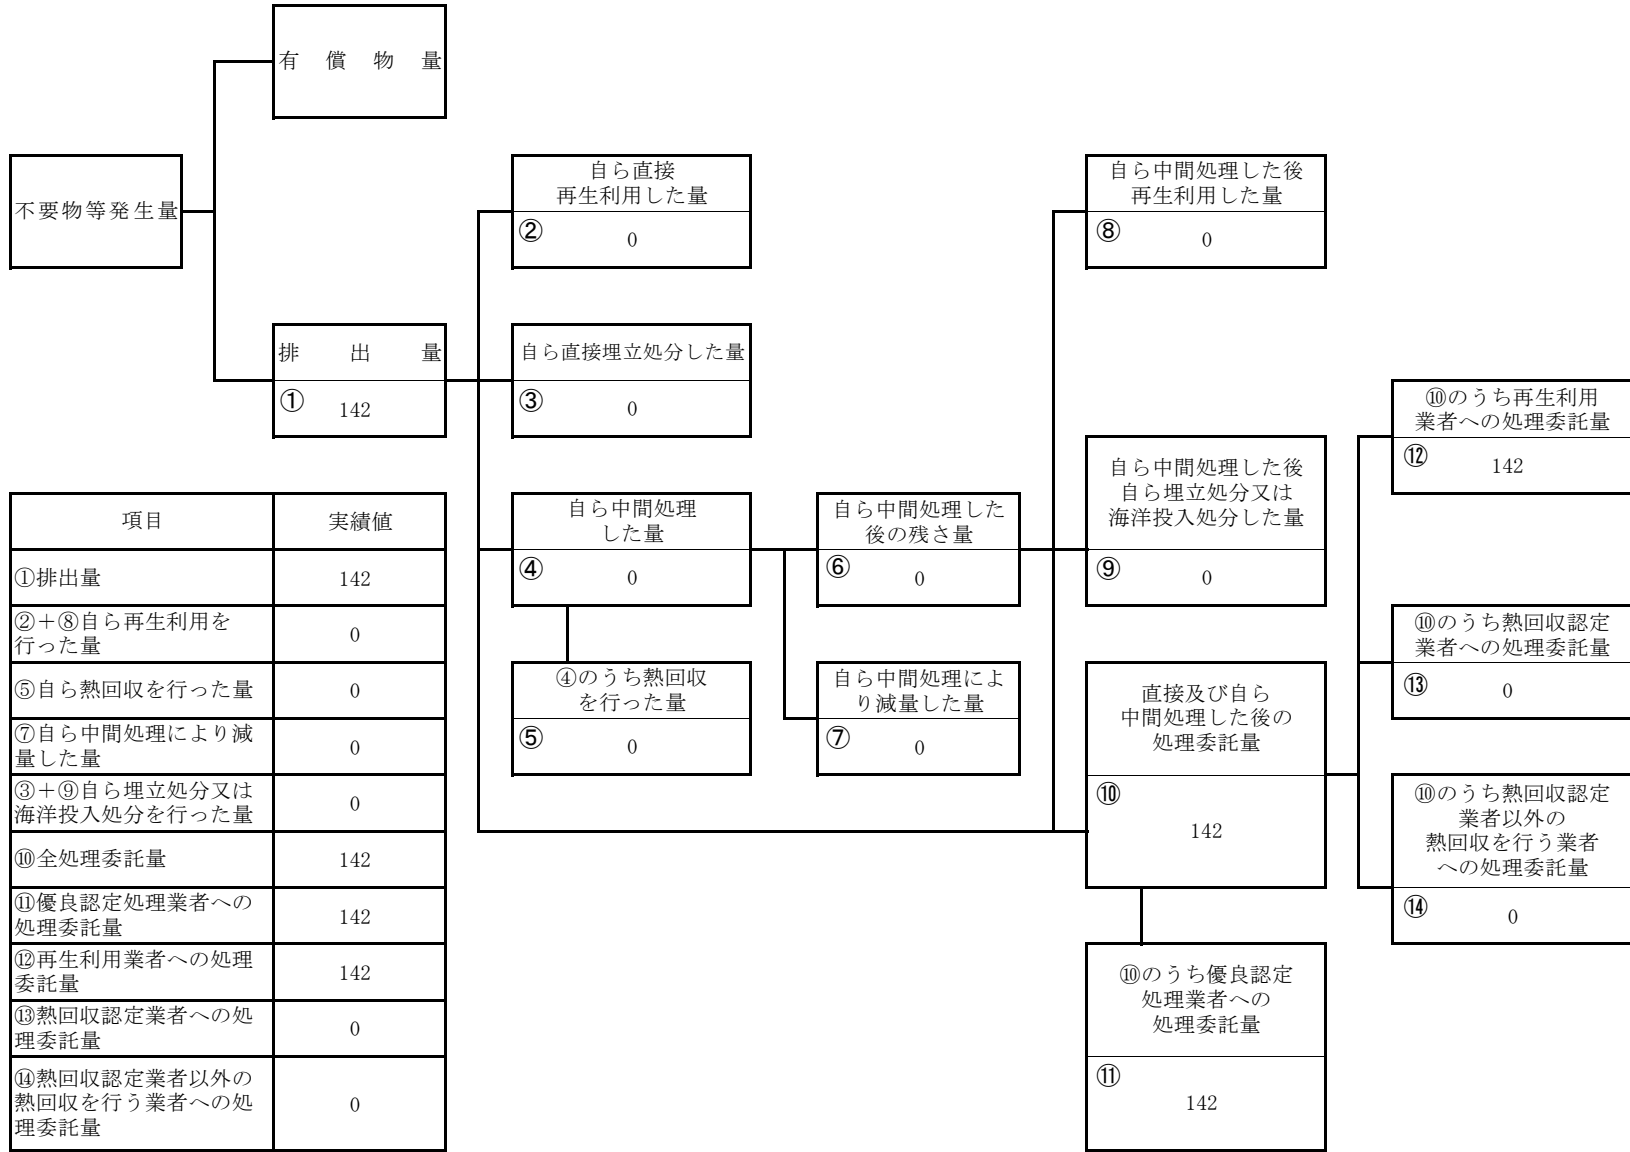 有償物量
不要物等発生量
排出量
① 142
自ら直接
再生利用した量
② 0
自ら直接埋立処分した量
③ 0
自ら中間処理
した量
④ 0
④のうち熱回収
を行った量
⑤ 0
自ら中間処理した
後の残さ量
⑥ 0
自ら中間処理によ
り減量した量
⑦ 0
自ら中間処理した後
再生利用した量
⑧ 0
自ら中間処理した後
自ら埋立処分又は
海洋投入処分した量
⑨ 0
直接及び自ら
中間処理した後の
処理委託量
⑩
142
⑩のうち優良認定
処理業者への
処理委託量
⑪
142
⑩のうち再生利用
業者への処理委託量
⑫ 142
⑩のうち熱回収認定
業者への処理委託量
⑬ 0
⑩のうち熱回収認定
業者以外の
熱回収を行う業者
への処理委託量
⑭ 0
項目 実績値
①排出量 142
②＋⑧自ら再生利用を
行った量 0
⑤自ら熱回収を行った量 0
⑦自ら中間処理により減
量した量 0
③＋⑨自ら埋立処分又は
海洋投入処分を行った量 0
⑩全処理委託量 142
⑪優良認定処理業者への
処理委託量 142
⑫再生利用業者への処理
委託量 142
⑬熱回収認定業者への処
理委託量 0
⑭熱回収認定業者以外の
熱回収を行う業者への処
理委託量 0